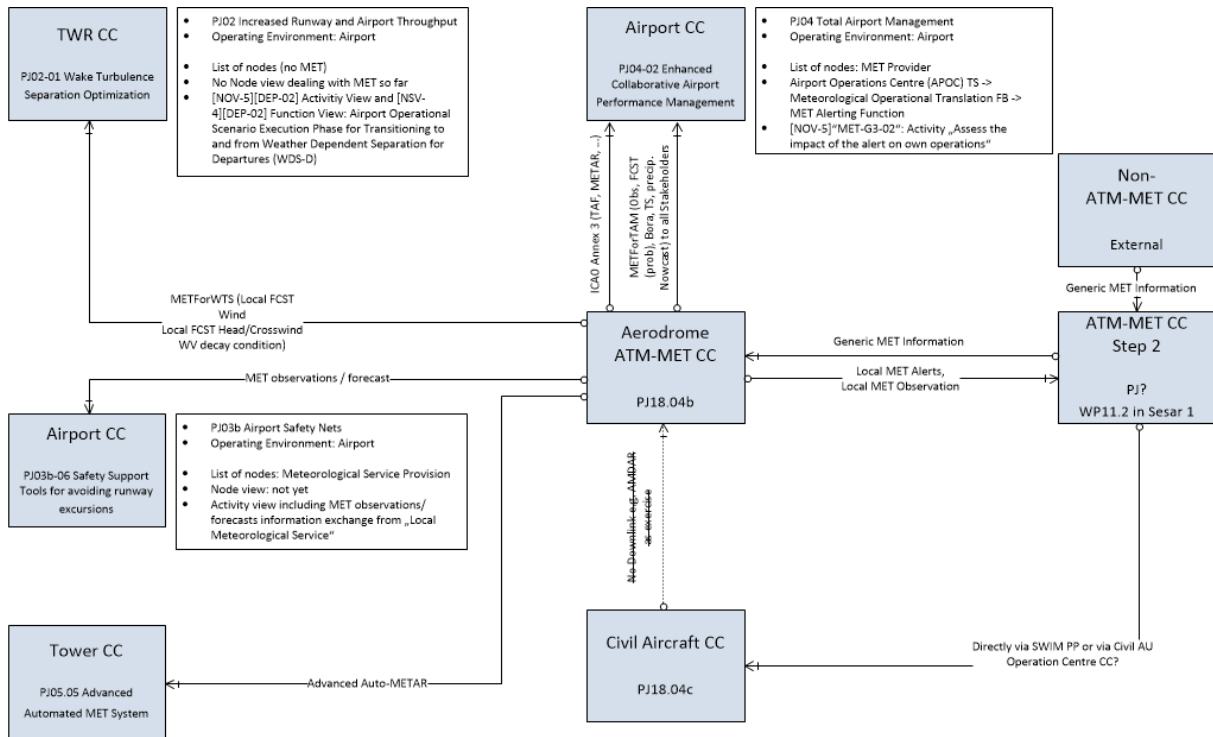 TWR CC
PJ02-01 Wake Turbulence
Separation Optimization
• PJ02 Increased Runway and Airport Throughput
• Operating Environment: Airport
• List of nodes (no MET)
• No Node view dealing with MET so far
• [NOV-5][DEP-02] Activitiy View and [NSV-
4][DEP-02] Function View: Airport Operational
Scenario Execution Phase for Transitioning to
and from Weather Dependent Separation for
Departures (WDS-D)
Airport CC
PJ04-02 Enhanced
Collaborative Airport
Performance Management
• PJ04 Total Airport Management
• Operating Environment: Airport
• List of nodes: MET Provider
• Airport Operations Centre (APOC) TS ->
Meteorological Operational Translation FB ->
MET Alerting Function
• [NOV-5]“MET-G3-02“: Activity „Assess the
impact of the alert on own operations“
Non-
ATM-MET CC
External
ICAO Annex 3 (TAF, METAR, ...)
METForTAM (Obs, FCST
(prob), Bora, TS, precip.
Nowcast) to all Stakeholders
Generic MET Information
METForWTS (Local FCST
Wind
Local FCST Head/Crosswind
WV decay condition)
Aerodrome
ATM-MET CC
PJ18.04b
Generic MET Information
Local MET Alerts,
Local MET Observation
ATM-MET CC
Step 2
PJ?
WP11.2 in Sesar 1
MET observations / forecast
Airport CC
PJ03b-06 Safety Support
Tools for avoiding runway
excursions
• PJ03b Airport Safety Nets
• Operating Environment: Airport
• List of nodes: Meteorological Service Provision
• Node view: not yet
• Activity view including MET observations/
forecasts information exchange from „Local
Meteorological Service“
No Downlink e.g. AMDAR
as exercise
Tower CC
PJ05.05 Advanced
Automated MET System
Advanced Auto-METAR
Civil Aircraft CC
PJ18.04c
Directly via SWIM PP or via Civil AU
Operation Centre CC?